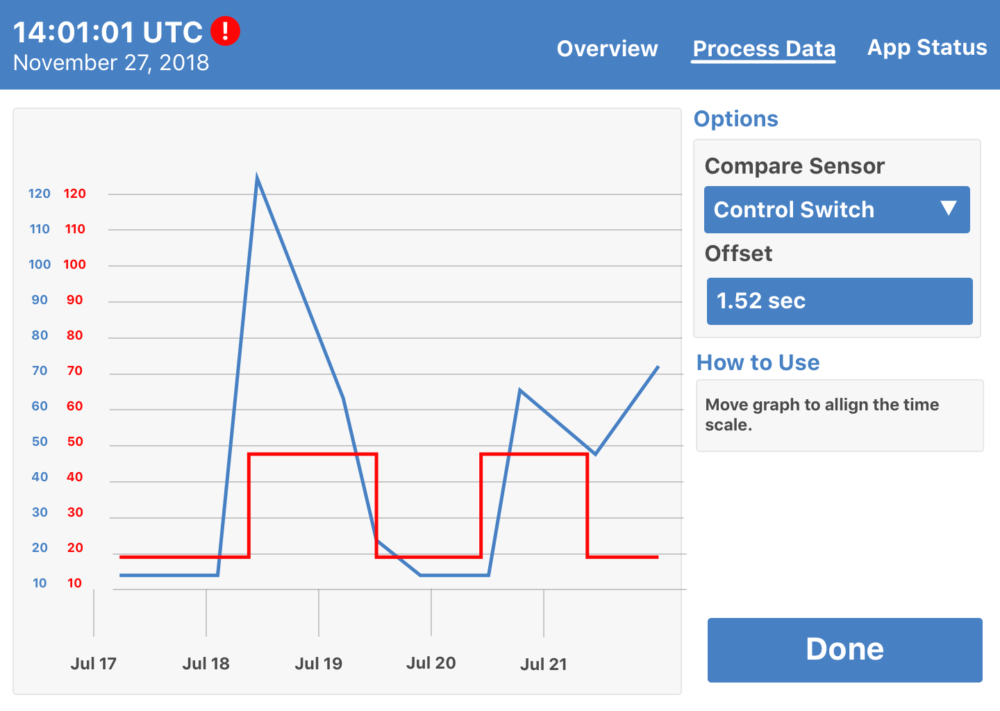 14:01:01 UTC !
November 27, 2018
Overview
Process Data
App Status
120 120
110 110
100 100
90 90
80 80
70 70
60 60
50 50
40 40
30 30
20 20
10 10
Jul 17 Jul 18 Jul 19 Jul 20 Jul 21
Options
Compare Sensor
Control Switch
Offset
1.52 sec
How to Use
Move graph to allign the time
scale.
Done